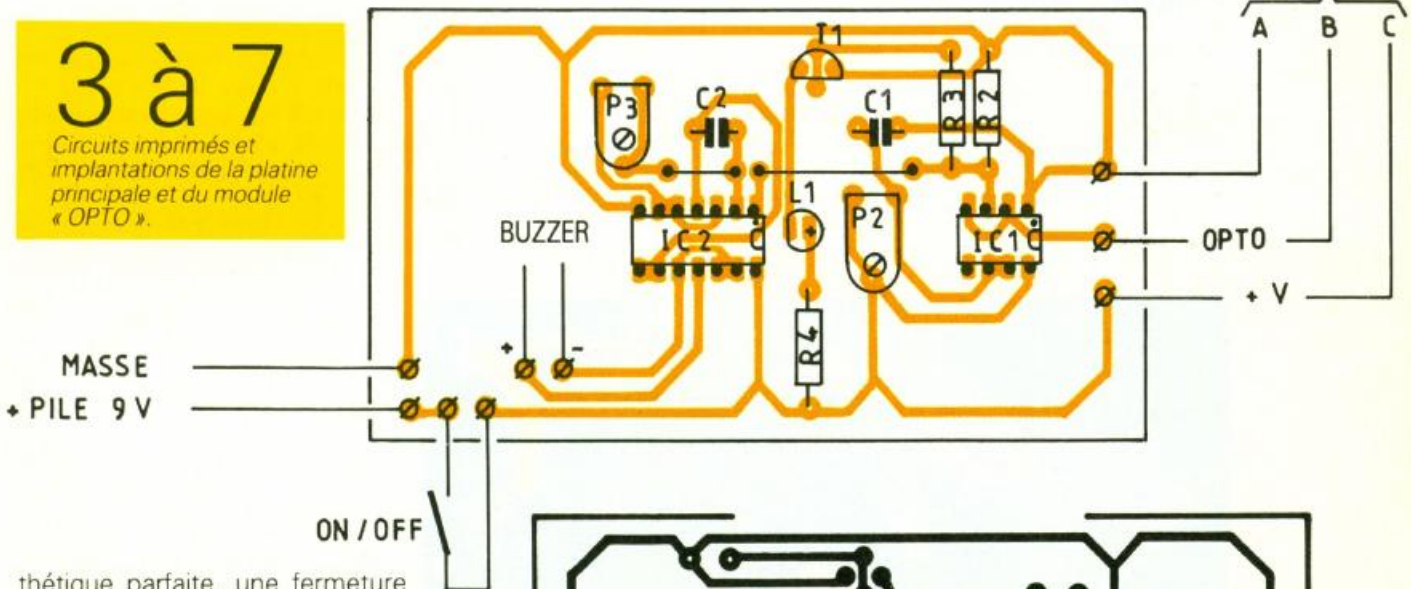 3 à 7
Circuits imprimés et
implantations de la platine
principale et du module
« OPTO ».
A B C
T1
P3
C2
C1
R3
R2
L1
P2
BUZZER
IC2
IC1
OPTO
+ V
R4
+ -
MASSE
+ PILE 9 V
ON / OFF
thétique parfaite, une fermeture